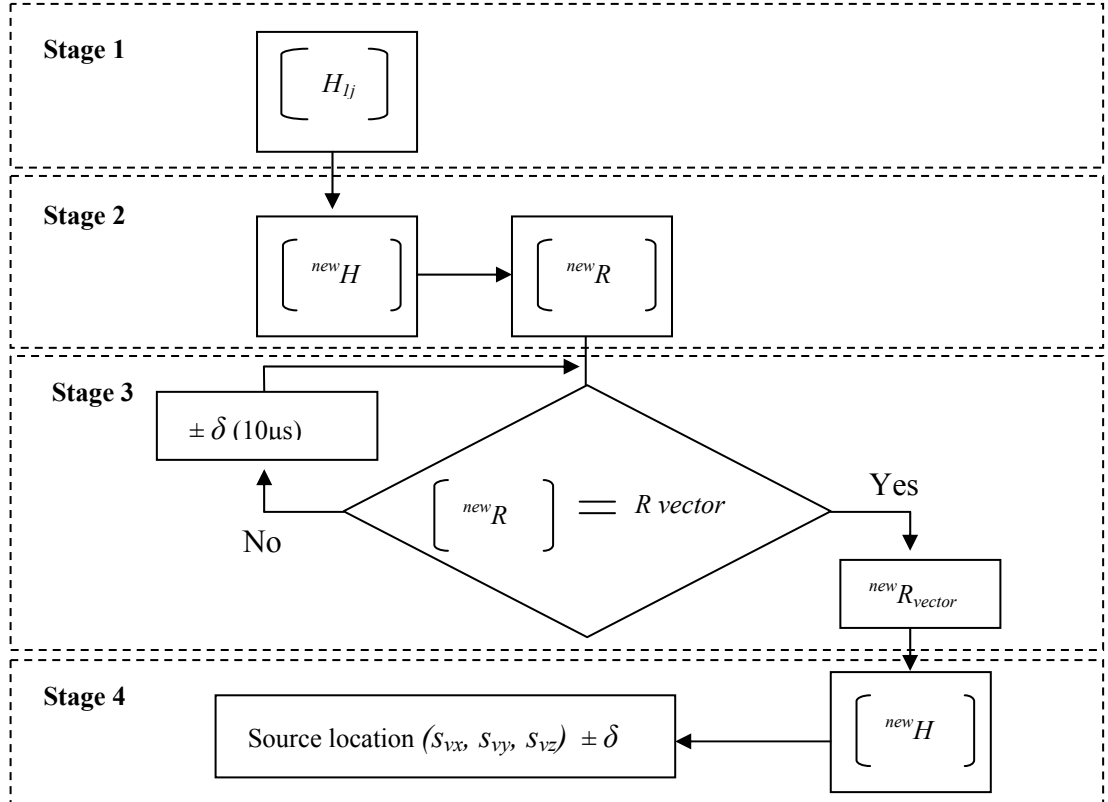 Stage 1
H1j
Stage 2
newH
newR
Stage 3
± δ (10μs)
newR = R vector
Yes
No
newRvector
Stage 4
newH
Source location (svx, svy, svz) ± δ